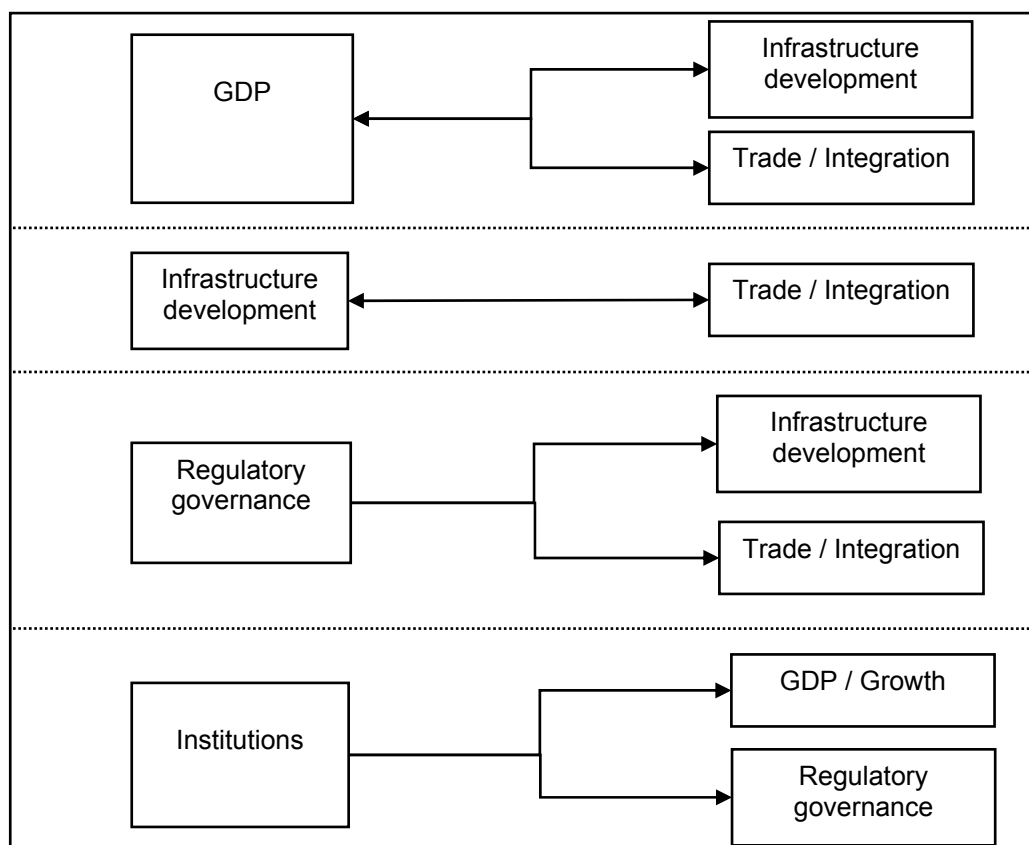 GDP
Infrastructure
development
Trade / Integration
Infrastructure
development
Trade / Integration
Regulatory
governance
Infrastructure
development
Trade / Integration
Institutions
GDP / Growth
Regulatory
governance